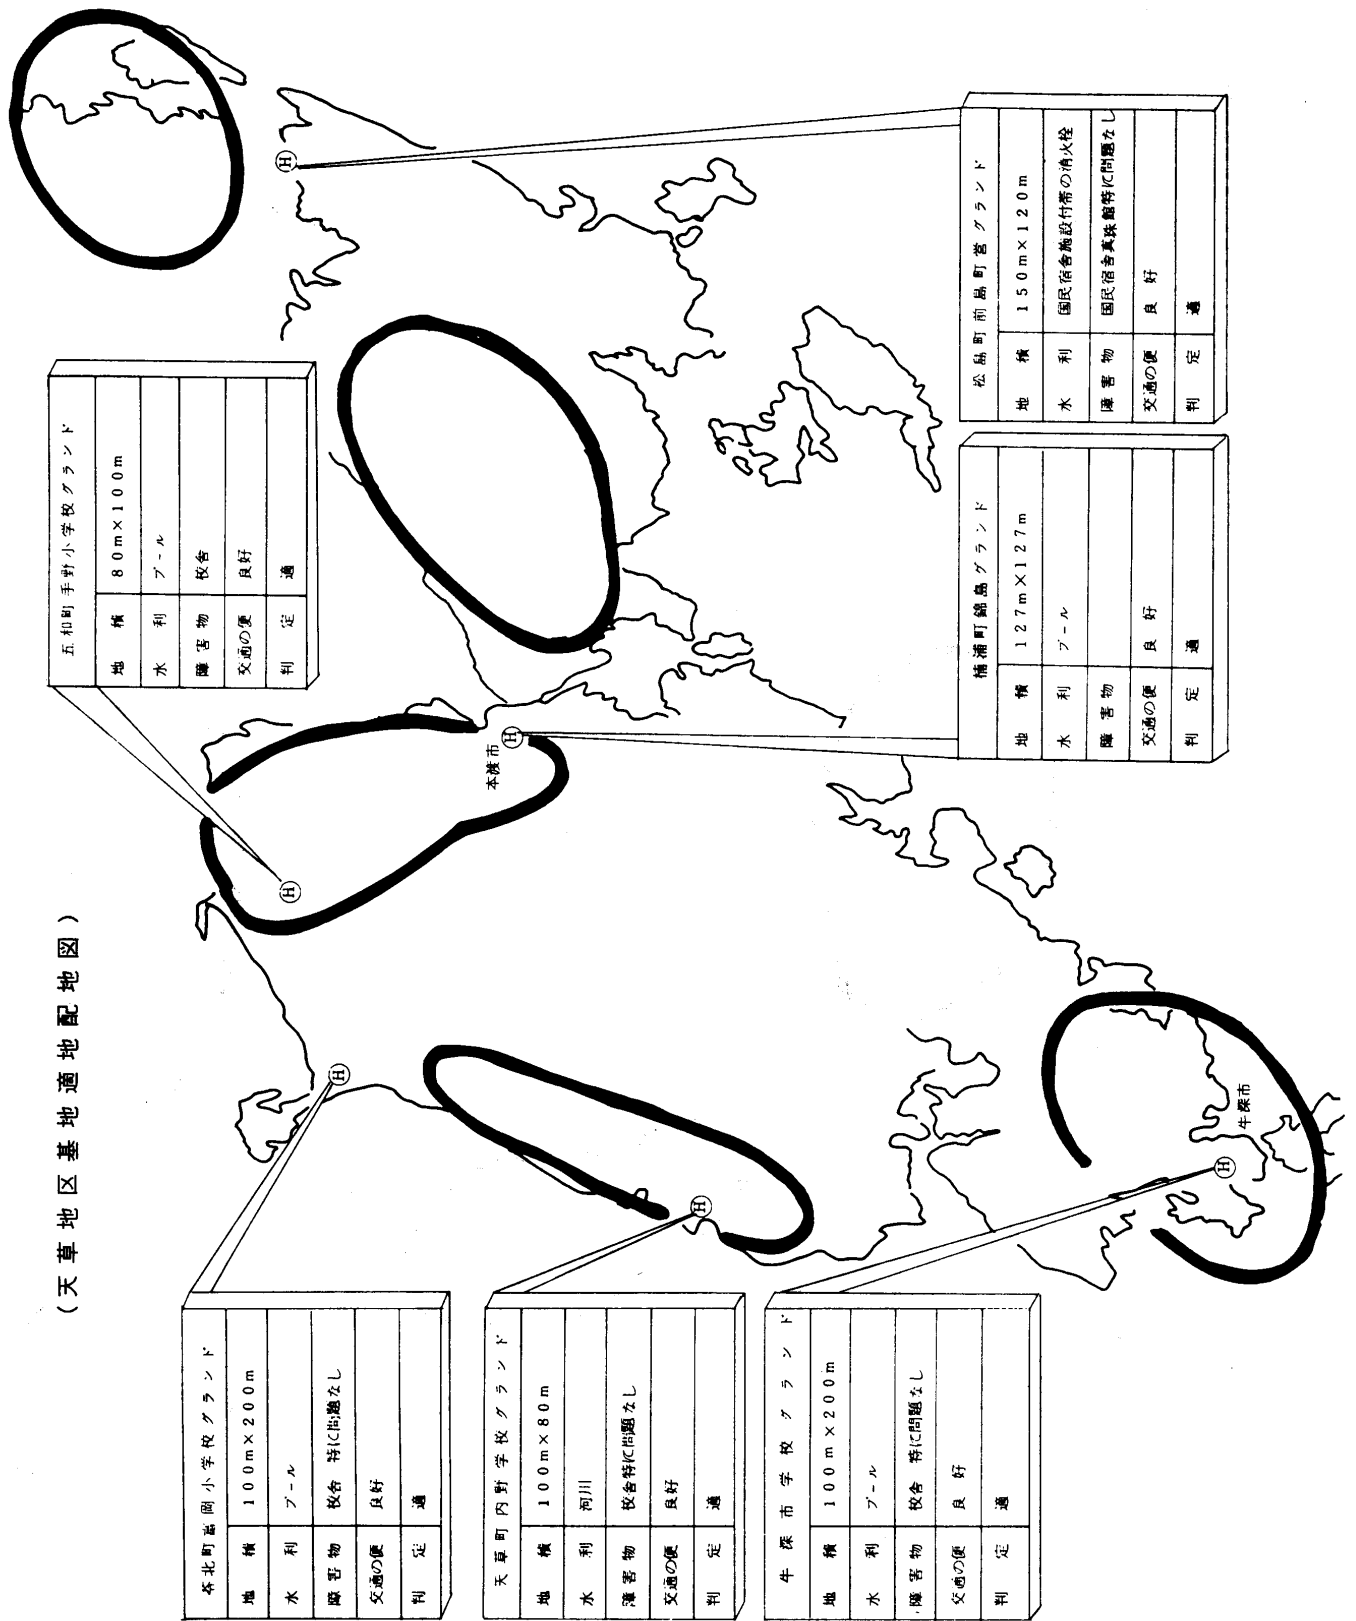 （天草地区基地適地配地図）
苓北町富岡小学校グランド
地積 100m×200m
水利 プール
障害物 校舎 特に問題なし
交通の便 良好
判定 適
天草町内野学校グランド
地積 100m×80m
水利 河川
障害物 校舎特に問題なし
交通の便 良好
判定 適
牛深市学校グランド
地積 100m×200m
水利 プール
障害物 校舎 特に問題なし
交通の便 良好
判定 適
五和町手野小学校グランド
地積 80m×100m
水利 プール
障害物 校舎
交通の便 良好
判定 適
楠浦町錦島グランド
地積 127m×127m
水利 プール
障害物
交通の便 良好
判定 適
松島町前島町営グランド
地積 150m×120m
水利 国民宿舎施設付帯の消火栓
障害物 国民宿舎真珠館特に問題なし
交通の便 良好
判定 適
本渡市
牛深市
H
H
H
H
H
H